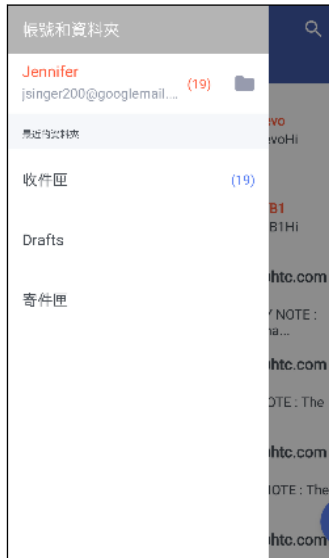 帳號和資料夾
Jennifer
jsinger200@googlemail.... (19)
最近的資料夾
收件匣 (19)
Drafts
寄件匣
evo
evoHi
B1
B1Hi
htc.com
Y NOTE :
na...
htc.com
OTE : The
htc.com
NOTE : The
htc.com